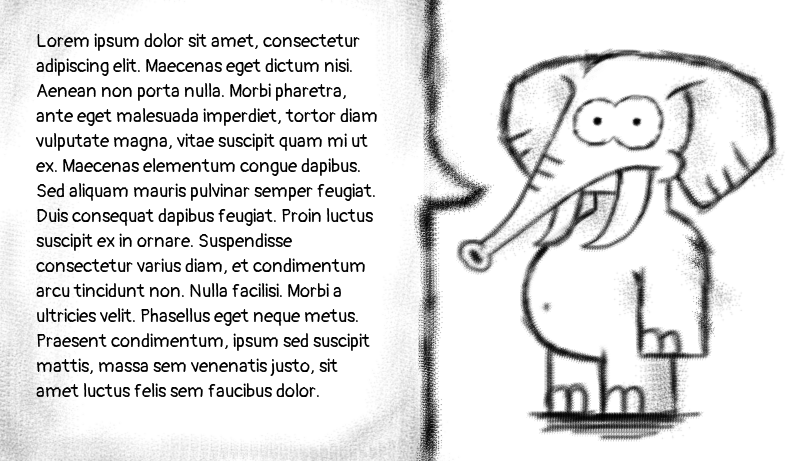 Lorem ipsum dolor sit amet, consectetur
adipiscing elit. Maecenas eget dictum nisi.
Aenean non porta nulla. Morbi pharetra,
ante eget malesuada imperdiet, tortor diam
vulputate magna, vitae suscipit quam mi ut
ex. Maecenas elementum congue dapibus.
Sed aliquam mauris pulvinar semper feugiat.
Duis consequat dapibus feugiat. Proin luctus
suscipit ex in ornare. Suspendisse
consectetur varius diam, et condimentum
arcu tincidunt non. Nulla facilisi. Morbi a
ultricies velit. Phasellus eget neque metus.
Praesent condimentum, ipsum sed suscipit
mattis, massa sem venenatis justo, sit
amet luctus felis sem faucibus dolor.